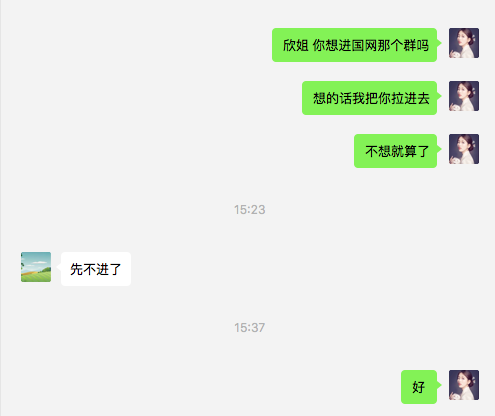 欣姐 你想进国网那个群吗
想的话我把你拉进去
不想就算了
15:23
先不进了
15:37
好